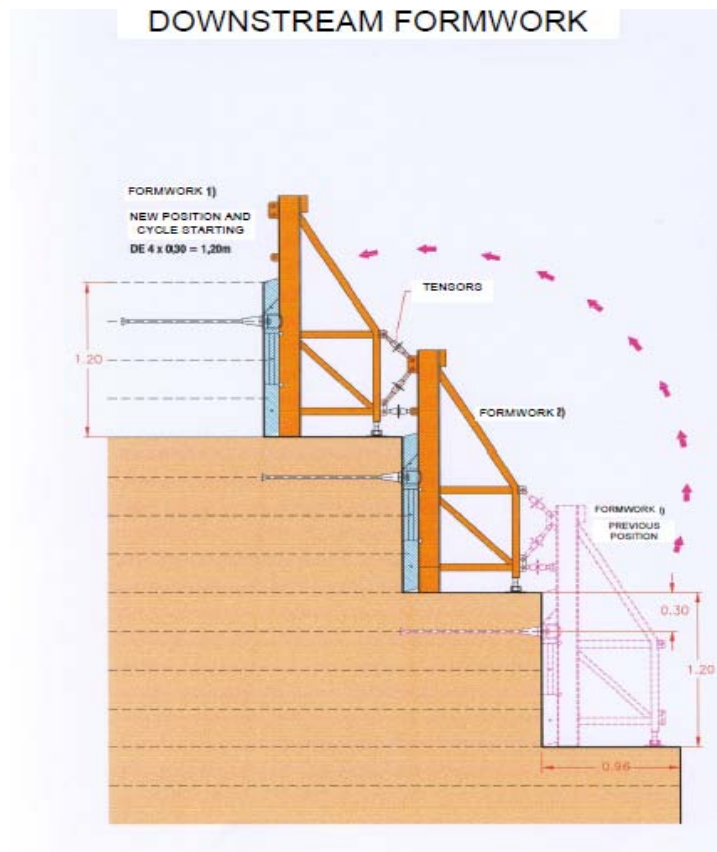 DOWNSTREAM FORMWORK
FORMWORK 1)
NEW POSITION AND
CYCLE STARTING
DE 4 x 0,30 = 1,20m
TENSORS
1.20
FORMWORK 2)
FORMWORK 1)
PREVIOUS
POSITION
0.30
1.20
0.96